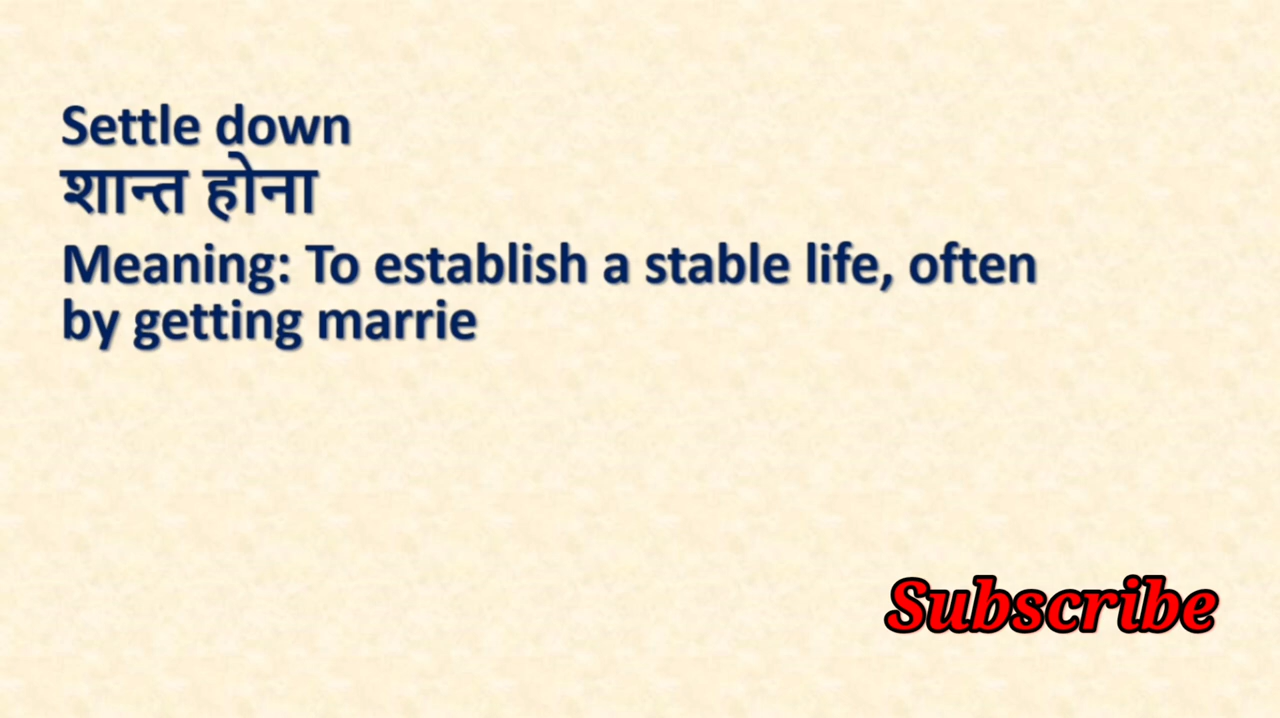 Settle down
शान्त होना
Meaning: To establish a stable life, often
by getting marrie
Subscribe